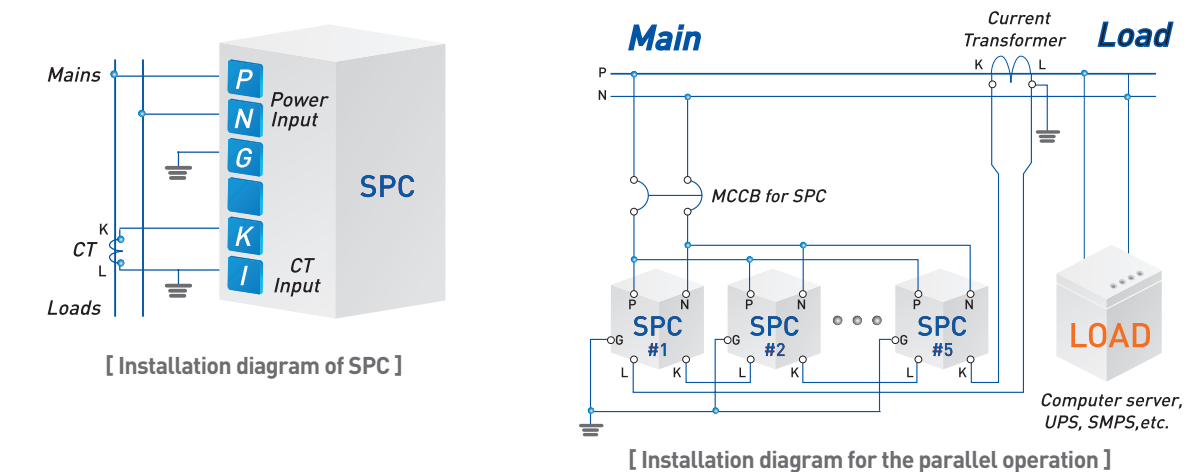 Mains
P
Power
Input
N
G
SPC
K
K
CT
L
I
CT
Input
Loads
[ Installation diagram of SPC ]
Main
Current
Transformer
Load
K
L
P
N
MCCB for SPC
P
N
P
N
P
N
SPC
#1
SPC
#2
SPC
#5
G
G
G
L
K
L
K
L
K
LOAD
Computer server,
UPS, SMPS,etc.
[ Installation diagram for the parallel operation ]